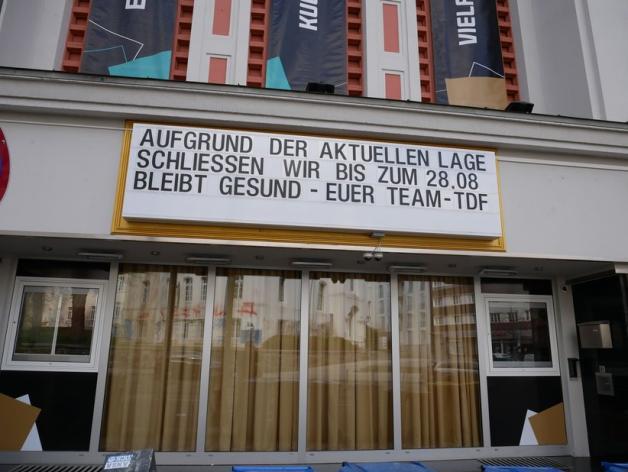 KU
VIELF
AUFGRUND DER AKTUELLEN LAGE
SCHLIESSEN WIR BIS ZUM 28.08
BLEIBT GESUND - EUER TEAM-TDF